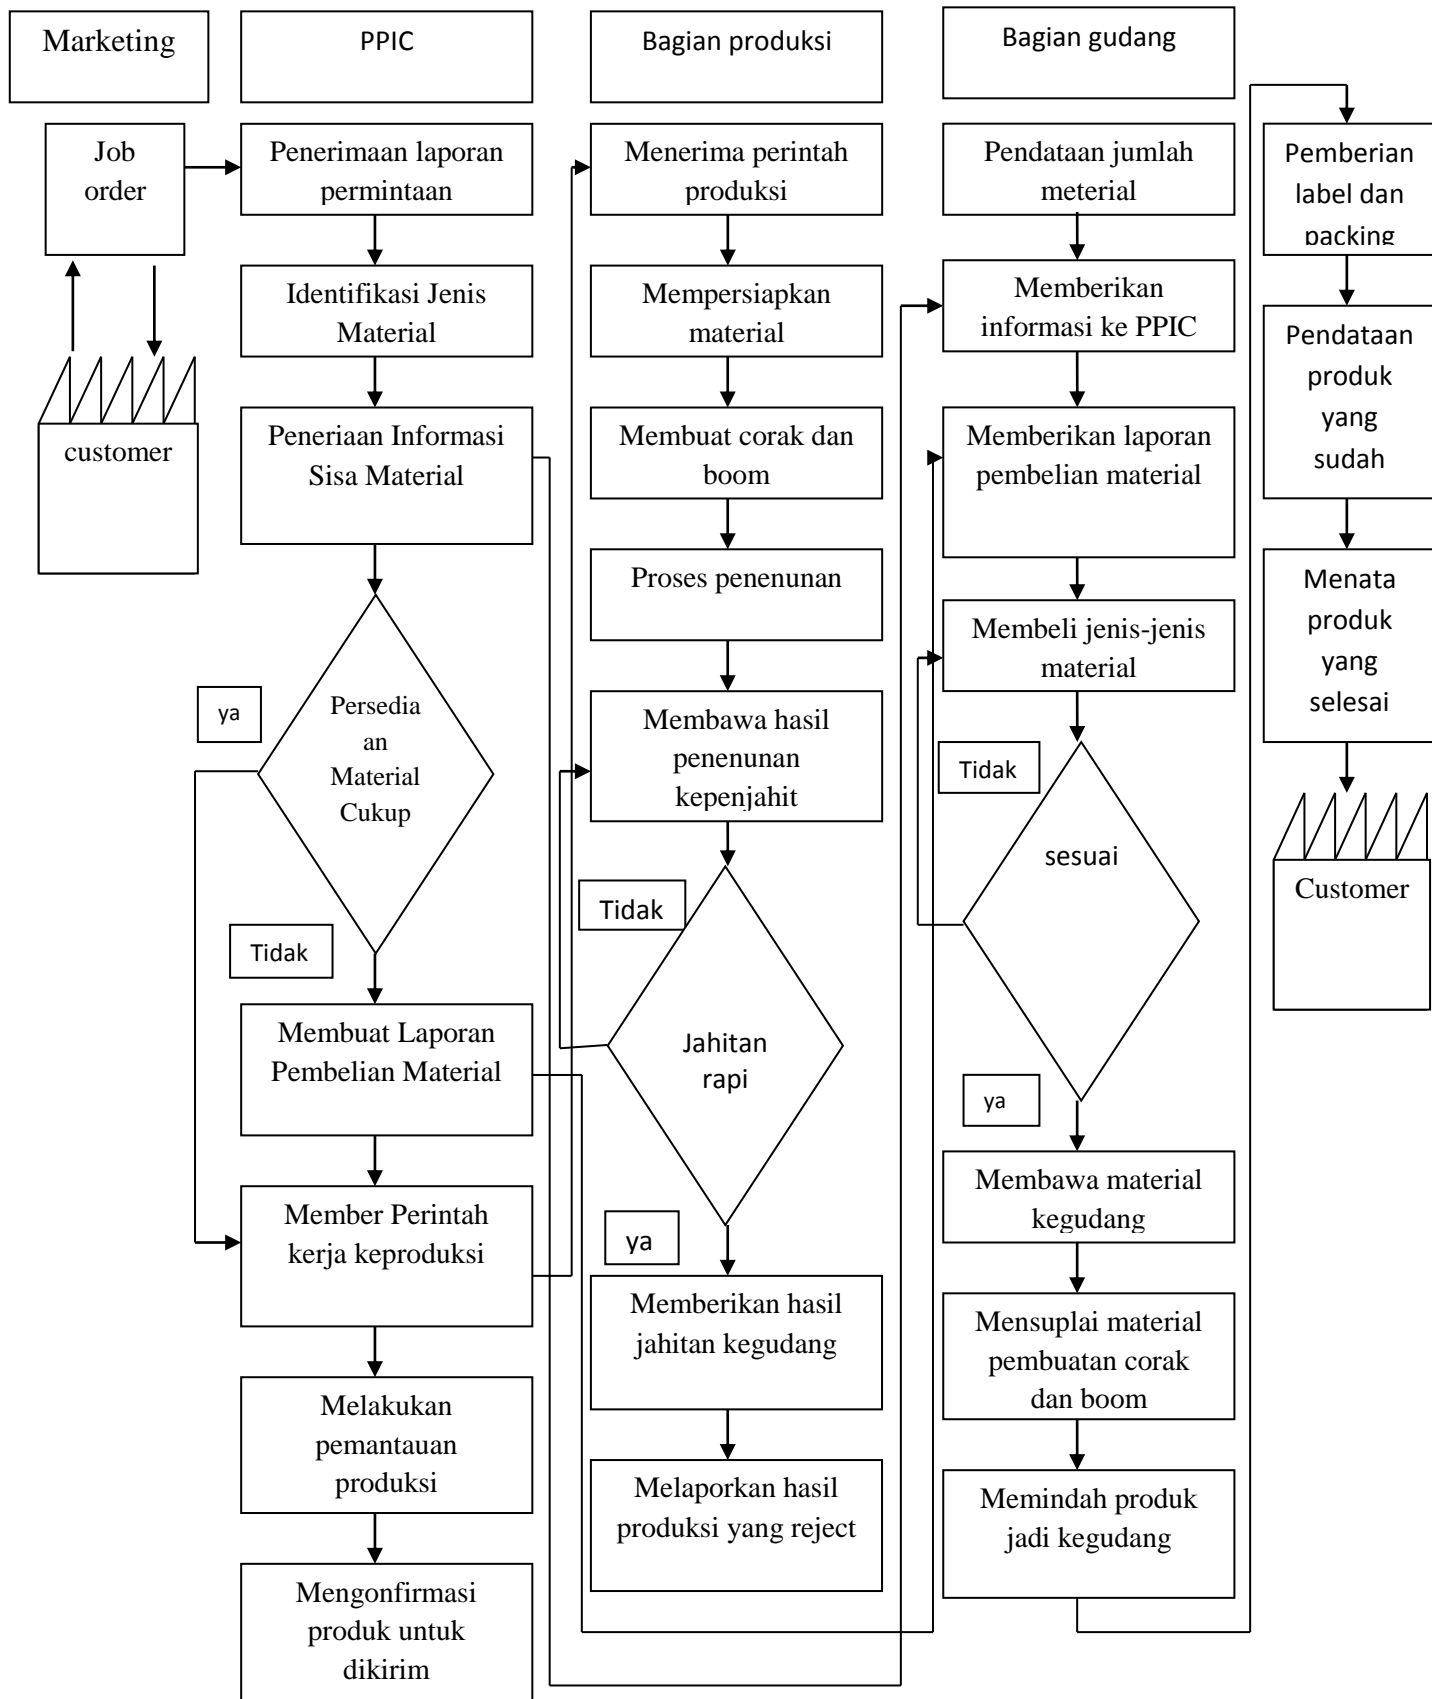 Marketing
PPIC
Bagian produksi
Bagian gudang
Job
order
customer
Penerimaan laporan
permintaan
Identifikasi Jenis
Material
Peneriaan Informasi
Sisa Material
Persedia
an
Material
Cukup
ya
Tidak
Membuat Laporan
Pembelian Material
Member Perintah
kerja keproduksi
Melakukan
pemantauan
produksi
Mengonfirmasi
produk untuk
dikirim
Menerima perintah
produksi
Mempersiapkan
material
Membuat corak dan
boom
Proses penenunan
Membawa hasil
penenunan
kepenjahit
Tidak
Jahitan
rapi
ya
Memberikan hasil
jahitan kegudang
Melaporkan hasil
produksi yang reject
Pendataan jumlah
meterial
Memberikan
informasi ke PPIC
Memberikan laporan
pembelian material
Membeli jenis-jenis
material
Tidak
sesuai
ya
Membawa material
kegudang
Mensuplai material
pembuatan corak
dan boom
Memindah produk
jadi kegudang
Pemberian
label dan
packing
Pendataan
produk
yang
sudah
Menata
produk
yang
selesai
Customer